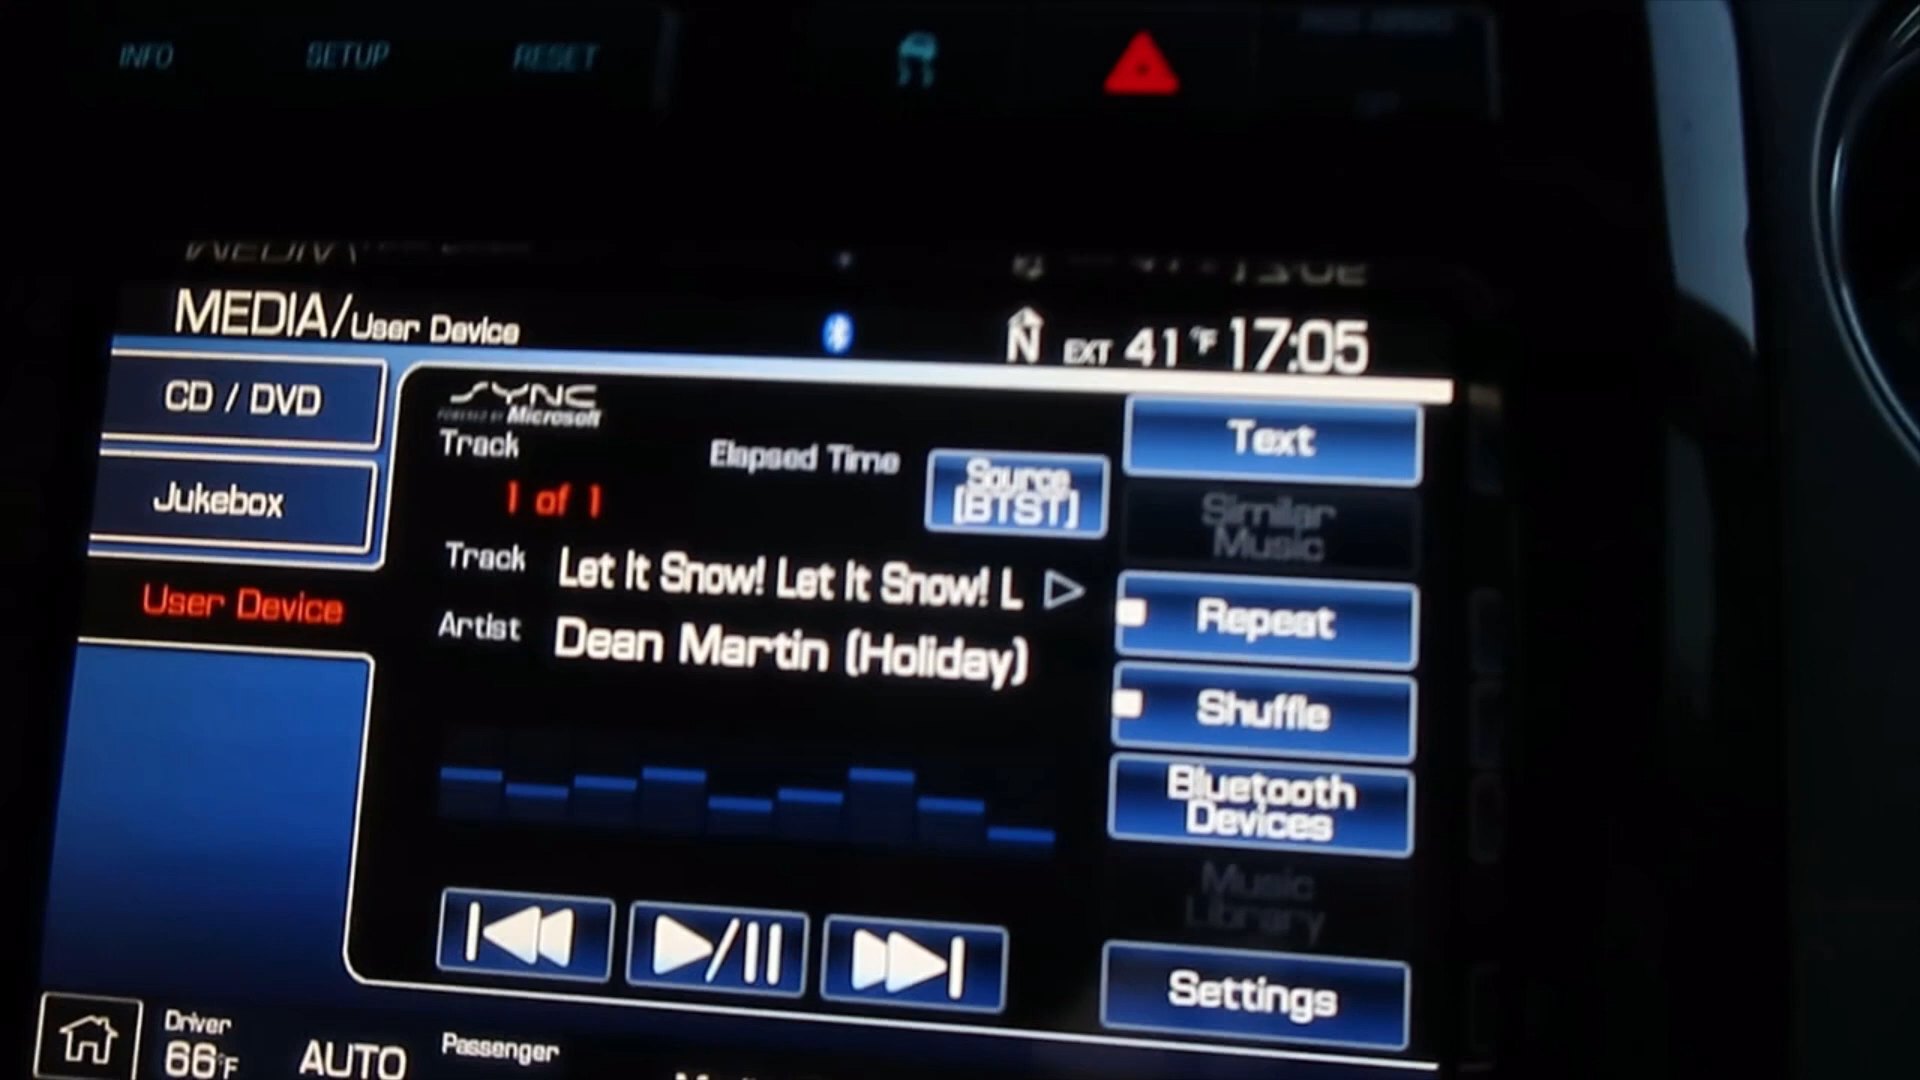 INFO SETUP RESET
MEDIA/User Device
N EXT 41 °F 17:05
CD / DVD
SYNC
POWERED BY Microsoft
Text
Track
Elapsed Time
Source
[BTST]
Jukebox
1 of 1
Similar
Music
Track Let It Snow! Let It Snow! L
User Device
Artist Dean Martin (Holiday)
Repeat
Shuffle
Bluetooth
Devices
Music
Library
Settings
Driver
66°F
AUTO
Passenger